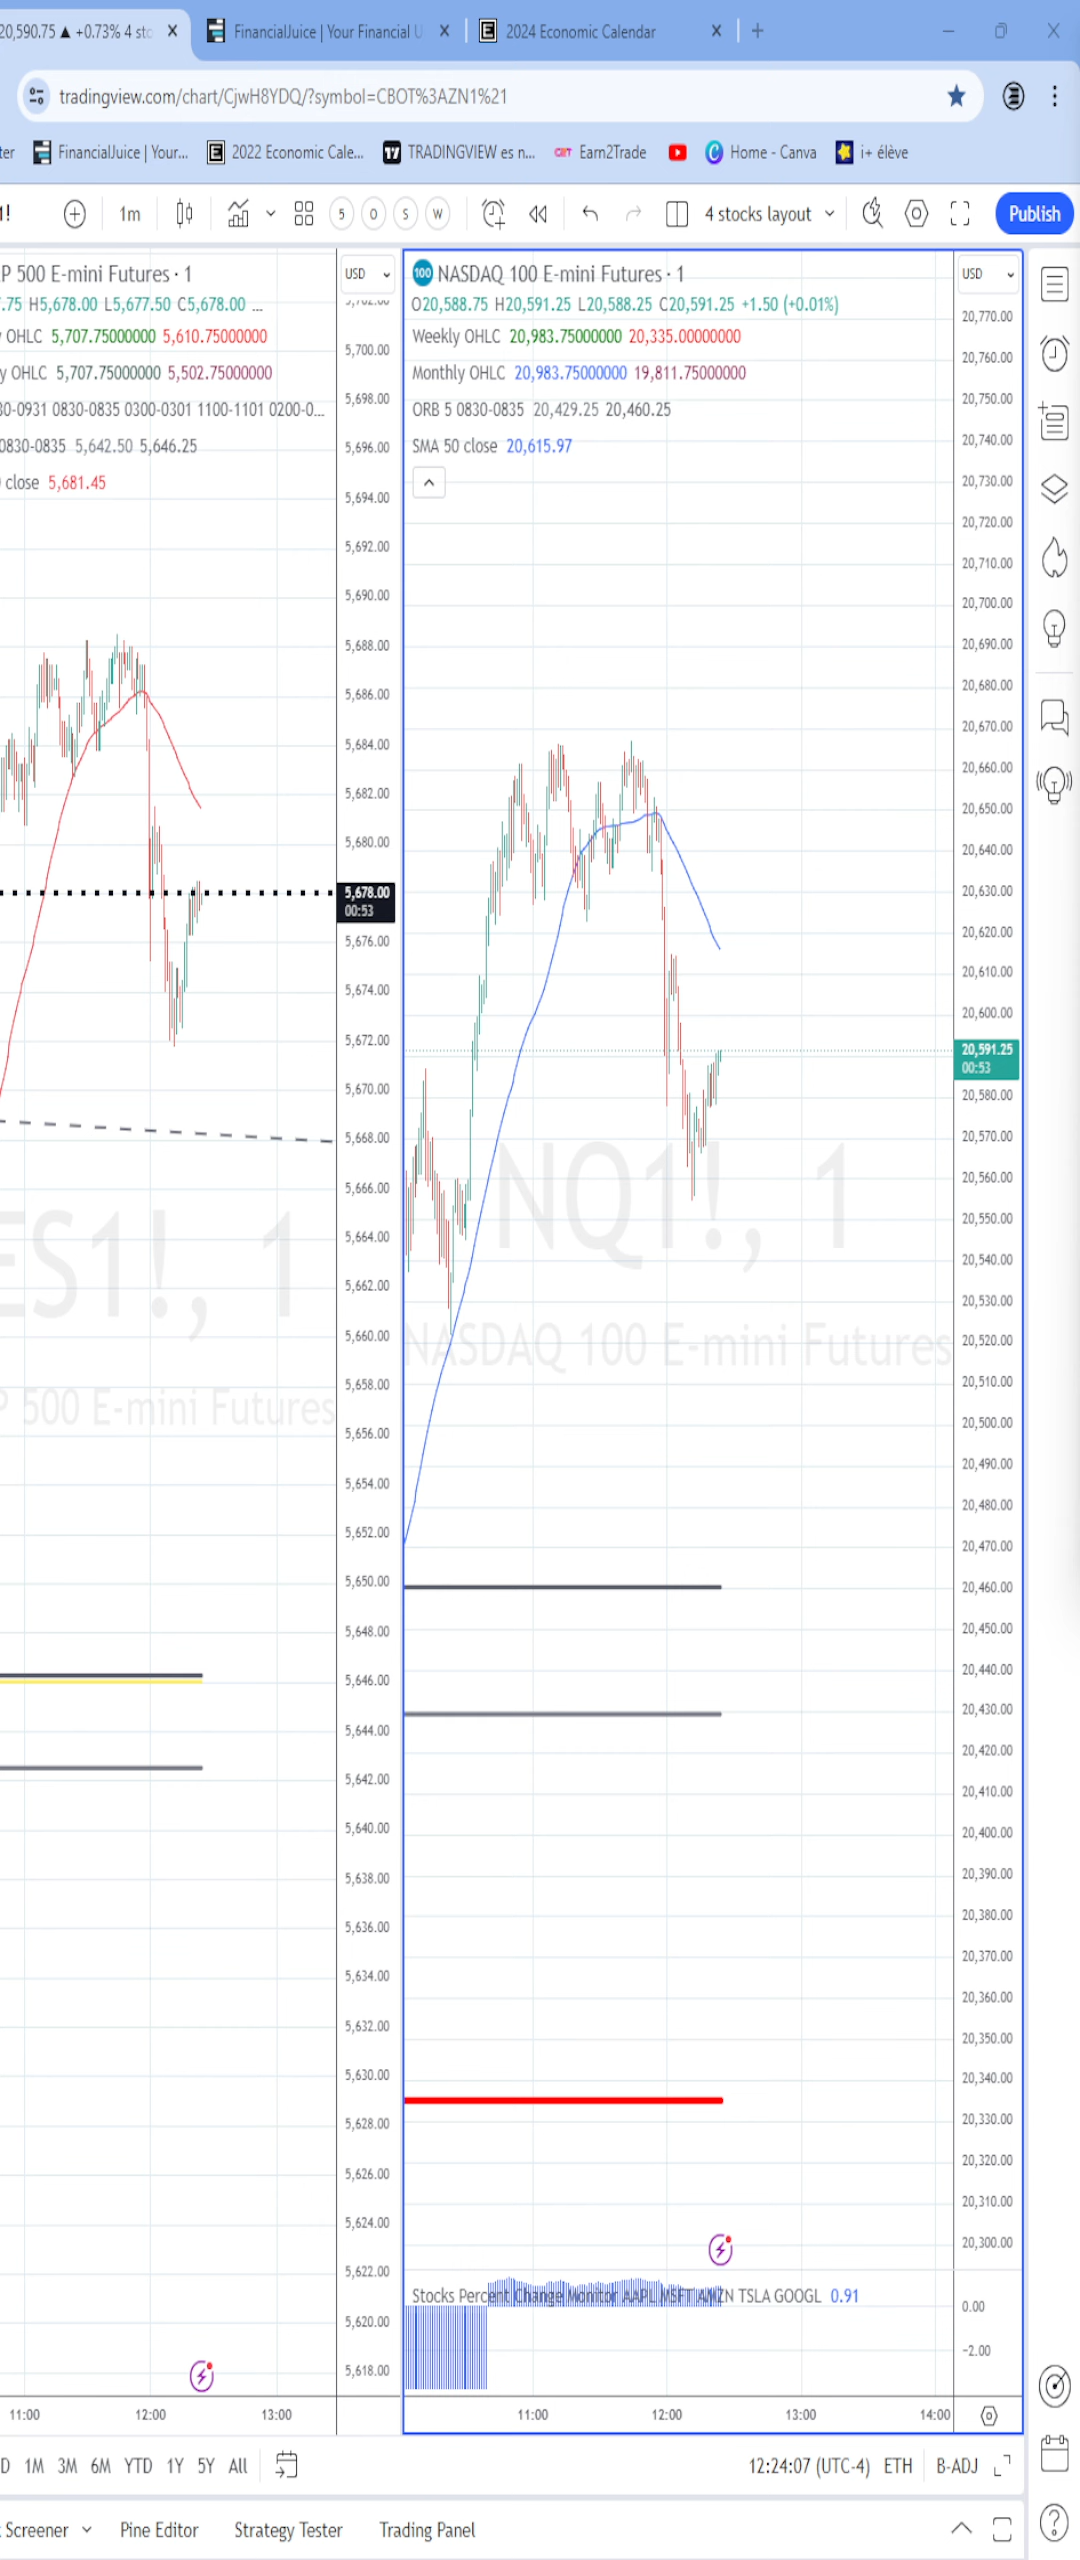 20,590.75 ▲ +0.73% 4 sto
FinancialJuice | Your Financial U
2024 Economic Calendar
tradingview.com/chart/CjwH8YDQ/?symbol=CBOT%3AZN1%21
ter
FinancialJuice | Your...
2022 Economic Cale...
TRADINGVIEW es n...
Earn2Trade
Home - Canva
i+ élève
1!
1m
5
O
S
W
4 stocks layout
Publish
P 500 E-mini Futures · 1
.75 H5,678.00 L5,677.50 C5,678.00 ...
y OHLC 5,707.75000000 5,610.75000000
y OHLC 5,707.75000000 5,502.75000000
30-0931 0830-0835 0300-0301 1100-1101 0200-0...
0830-0835 5,642.50 5,646.25
close 5,681.45
USD
5,700.00
5,698.00
5,696.00
5,694.00
5,692.00
5,690.00
5,688.00
5,686.00
5,684.00
5,682.00
5,680.00
5,678.00
00:53
5,676.00
5,674.00
5,672.00
5,670.00
5,668.00
5,666.00
5,664.00
5,662.00
5,660.00
5,658.00
5,656.00
5,654.00
5,652.00
5,650.00
5,648.00
5,646.00
5,644.00
5,642.00
5,640.00
5,638.00
5,636.00
5,634.00
5,632.00
5,630.00
5,628.00
5,626.00
5,624.00
5,622.00
5,620.00
5,618.00
ES1!, 1
P 500 E-mini Futures
11:00
12:00
13:00
100 NASDAQ 100 E-mini Futures · 1
O20,588.75 H20,591.25 L20,588.25 C20,591.25 +1.50 (+0.01%)
Weekly OHLC 20,983.75000000 20,335.00000000
Monthly OHLC 20,983.75000000 19,811.75000000
ORB 5 0830-0835 20,429.25 20,460.25
SMA 50 close 20,615.97
USD
20,770.00
20,760.00
20,750.00
20,740.00
20,730.00
20,720.00
20,710.00
20,700.00
20,690.00
20,680.00
20,670.00
20,660.00
20,650.00
20,640.00
20,630.00
20,620.00
20,610.00
20,600.00
20,591.25
00:53
20,580.00
20,570.00
20,560.00
20,550.00
20,540.00
20,530.00
20,520.00
20,510.00
20,500.00
20,490.00
20,480.00
20,470.00
20,460.00
20,450.00
20,440.00
20,430.00
20,420.00
20,410.00
20,400.00
20,390.00
20,380.00
20,370.00
20,360.00
20,350.00
20,340.00
20,330.00
20,320.00
20,310.00
20,300.00
NQ1!, 1
NASDAQ 100 E-mini Futures
Stocks Percent Change Monitor AAPL MSFT AMZN TSLA GOOGL 0.91
0.00
−2.00
11:00
12:00
13:00
14:00
D 1M 3M 6M YTD 1Y 5Y All
12:24:07 (UTC-4) ETH B-ADJ
Screener
Pine Editor
Strategy Tester
Trading Panel